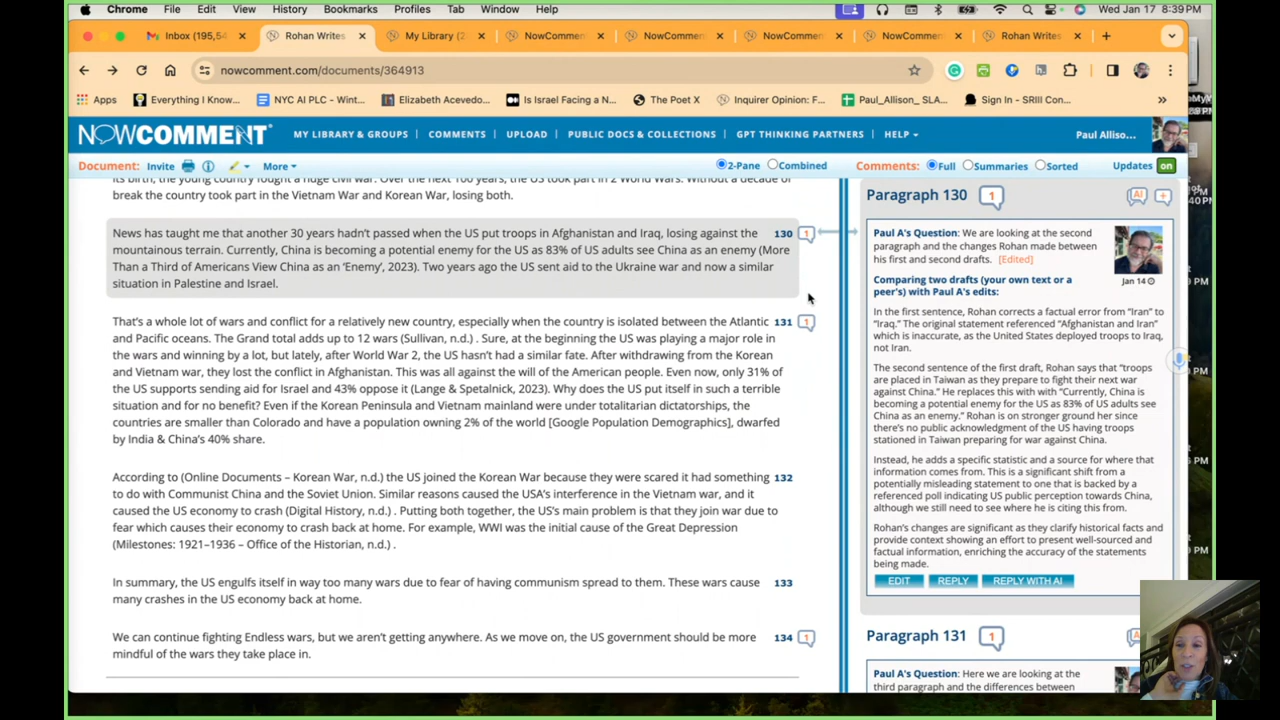 Chrome File Edit View History Bookmarks Profiles Tab Window Help Wed Jan 17 8:39 PM
Inbox (195,54 Rohan Writes My Library (2 NowCommen NowCommen NowCommen NowCommen Rohan Writes
nowcomment.com/documents/364913
Apps Everything I Know... NYC AI PLC - Wint... Elizabeth Acevedo... Is Israel Facing a N... The Poet X Inquirer Opinion: F... Paul_Allison_ SLA... Sign In - SRIII Con...
NOWCOMMENT MY LIBRARY & GROUPS COMMENTS UPLOAD PUBLIC DOCS & COLLECTIONS GPT THINKING PARTNERS HELP Paul Alliso...
Document: Invite More 2-Pane Combined Comments: Full Summaries Sorted Updates on
its birth, the young country fought a huge civil war. Over the next 100 years, the US took part in 2 World Wars. Without a decade of
break the country took part in the Vietnam War and Korean War, losing both.
News has taught me that another 30 years hadn't passed when the US put troops in Afghanistan and Iraq, losing against the 130 1
mountainous terrain. Currently, China is becoming a potential enemy for the US as 83% of US adults see China as an enemy (More
Than a Third of Americans View China as an 'Enemy', 2023). Two years ago the US sent aid to the Ukraine war and now a similar
situation in Palestine and Israel.
That's a whole lot of wars and conflict for a relatively new country, especially when the country is isolated between the Atlantic 131 1
and Pacific oceans. The Grand total adds up to 12 wars (Sullivan, n.d.) . Sure, at the beginning the US was playing a major role in
the wars and winning by a lot, but lately, after World War 2, the US hasn't had a similar fate. After withdrawing from the Korean
and Vietnam war, they lost the conflict in Afghanistan. This was all against the will of the American people. Even now, only 31% of
the US supports sending aid for Israel and 43% oppose it (Lange & Spetalnick, 2023). Why does the US put itself in such a terrible
situation and for no benefit? Even if the Korean Peninsula and Vietnam mainland were under totalitarian dictatorships, the
countries are smaller than Colorado and have a population owning 2% of the world [Google Population Demographics], dwarfed
by India & China's 40% share.
According to (Online Documents – Korean War, n.d.) the US joined the Korean War because they were scared it had something 132
to do with Communist China and the Soviet Union. Similar reasons caused the USA's interference in the Vietnam war, and it
caused the US economy to crash (Digital History, n.d.) . Putting both together, the US's main problem is that they join war due to
fear which causes their economy to crash back at home. For example, WWI was the initial cause of the Great Depression
(Milestones: 1921–1936 – Office of the Historian, n.d.) .
In summary, the US engulfs itself in way too many wars due to fear of having communism spread to them. These wars cause 133
many crashes in the US economy back at home.
We can continue fighting Endless wars, but we aren't getting anywhere. As we move on, the US government should be more 134 1
mindful of the wars they take place in.
Paragraph 130 1 AI
Paul A's Question: We are looking at the second
paragraph and the changes Rohan made between
his first and second drafts. [Edited]
Jan 14
Comparing two drafts (your own text or a
peer's) with Paul A's edits:
In the first sentence, Rohan corrects a factual error from "Iran" to
"Iraq." The original statement referenced "Afghanistan and Iran"
which is inaccurate, as the United States deployed troops to Iraq,
not Iran.
The second sentence of the first draft, Rohan says that "troops
are placed in Taiwan as they prepare to fight their next war
against China." He replaces this with with "Currently, China is
becoming a potential enemy for the US as 83% of US adults see
China as an enemy." Rohan is on stronger ground her since
there's no public acknowledgment of the US having troops
stationed in Taiwan preparing for war against China.
Instead, he adds a specific statistic and a source for where that
information comes from. This is a significant shift from a
potentially misleading statement to one that is backed by a
referenced poll indicating US public perception towards China,
although we still need to see where he is citing this from.
Rohan's changes are significant as they clarify historical facts and
provide context showing an effort to present well-sourced and
factual information, enriching the accuracy of the statements
being made.
EDIT REPLY REPLY WITH AI
Paragraph 131 1
Paul A's Question: Here we are looking at the
third paragraph and the differences between